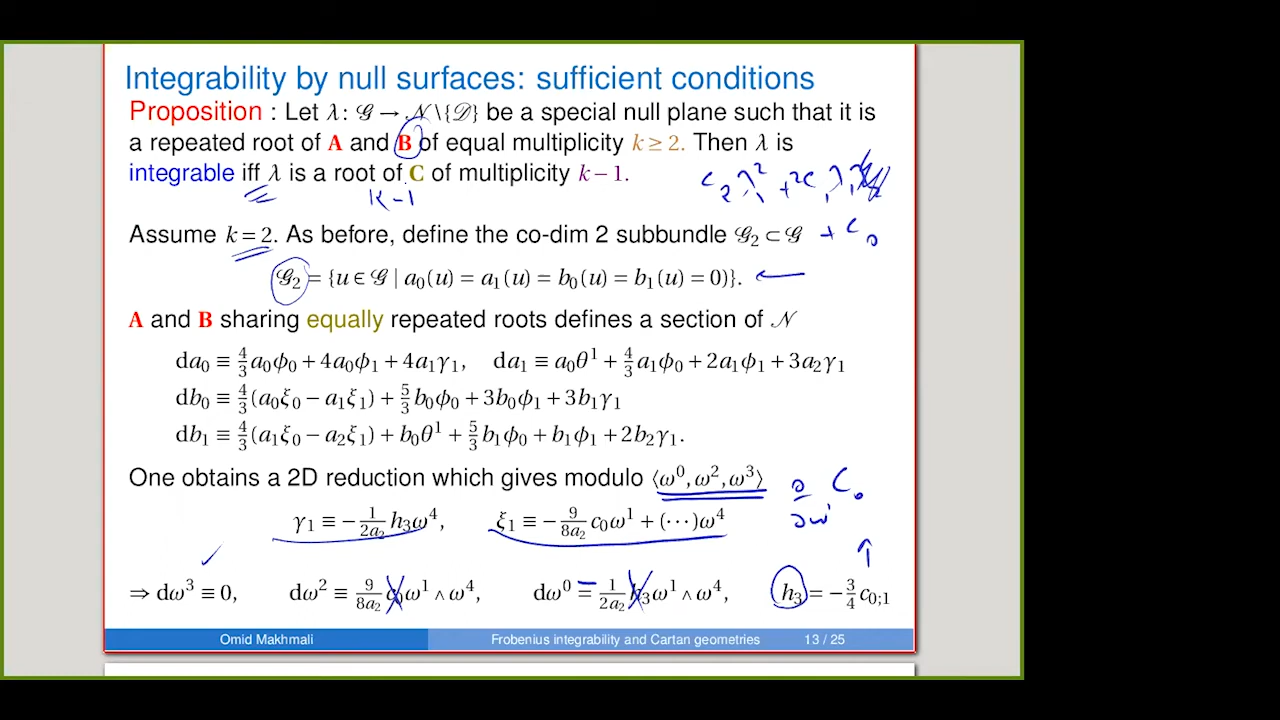 Integrability by null surfaces: sufficient conditions
Proposition : Let λ: 𝒢 → 𝒩\{𝒟} be a special null plane such that it is
a repeated root of A and B of equal multiplicity k ≥ 2. Then λ is
integrable iff λ is a root of C of multiplicity k − 1.
k-1
Assume k = 2. As before, define the co-dim 2 subbundle 𝒢₂ ⊂ 𝒢
+ c₀
𝒢₂ = {u ∈ 𝒢 | a₀(u) = a₁(u) = b₀(u) = b₁(u) = 0)}.
A and B sharing equally repeated roots defines a section of 𝒩
da₀ ≡ 4/3 a₀ϕ₀ + 4a₀ϕ₁ + 4a₁γ₁, da₁ ≡ a₀θ¹ + 4/3 a₁ϕ₀ + 2a₁ϕ₁ + 3a₂γ₁
db₀ ≡ 4/3 (a₀ξ₀ − a₁ξ₁) + 5/3 b₀ϕ₀ + 3b₀ϕ₁ + 3b₁γ₁
db₁ ≡ 4/3 (a₁ξ₀ − a₂ξ₁) + b₀θ¹ + 5/3 b₁ϕ₀ + b₁ϕ₁ + 2b₂γ₁.
One obtains a 2D reduction which gives modulo ⟨ω⁰, ω², ω³⟩ ∂/∂ω¹ C₀
γ₁ ≡ − 1/2a₂ h₃ω⁴, ξ₁ ≡ − 9/8a₂ c₀ω¹ + (⋯)ω⁴
⇒ dω³ ≡ 0, dω² ≡ 9/8a₂ c₀ω¹ ∧ ω⁴, dω⁰ = 1/2a₂ h₃ω¹ ∧ ω⁴, h₃ = − 3/4 c₀;₁
Omid Makhmali Frobenius integrability and Cartan geometries 13 / 25